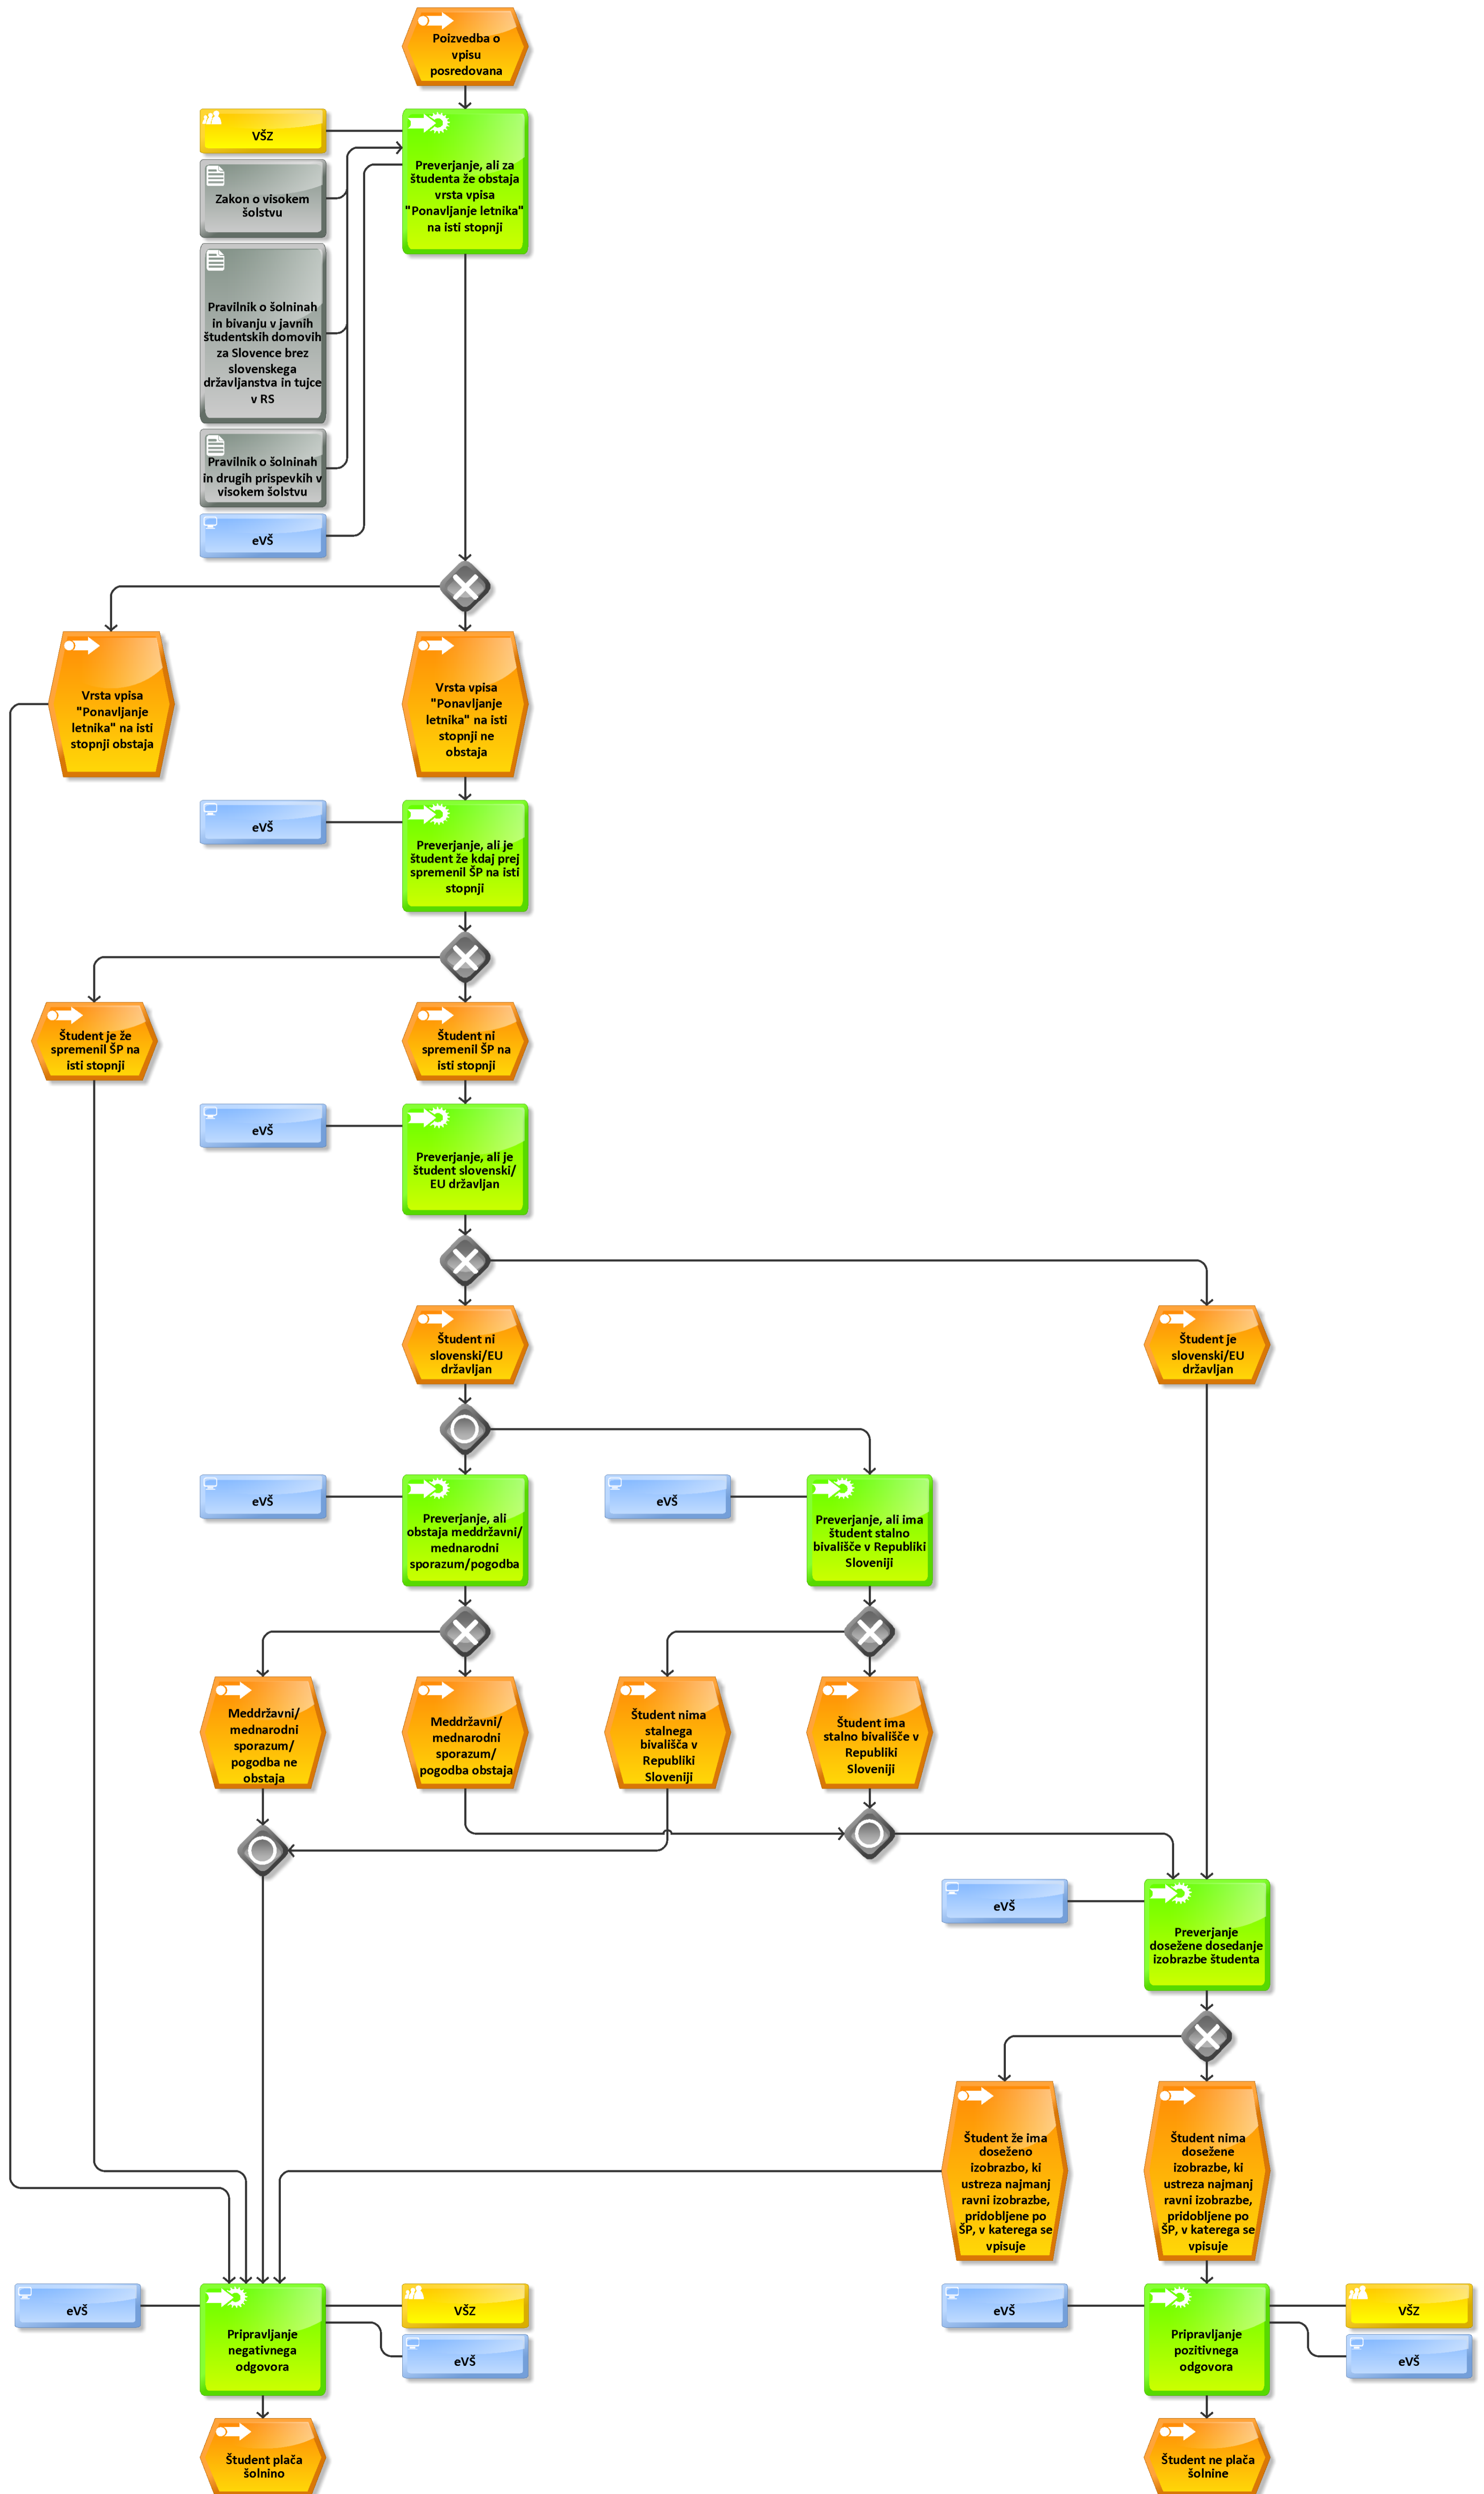 Poizvedba o
vpisu
posredovana
VŠZ
Preverjanje, ali za
študenta že obstaja
vrsta vpisa
"Ponavljanje letnika"
na isti stopnji
Zakon o visokem
šolstvu
Pravilnik o šolninah
in bivanju v javnih
študentskih domovih
za Slovence brez
slovenskega
državljanstva in tujce
v RS
Pravilnik o šolninah
in drugih prispevkih v
visokem šolstvu
eVŠ
Vrsta vpisa
"Ponavljanje
letnika" na isti
stopnji obstaja
Vrsta vpisa
"Ponavljanje
letnika" na isti
stopnji ne
obstaja
eVŠ
Preverjanje, ali je
študent že kdaj prej
spremenil ŠP na isti
stopnji
Študent je že
spremenil ŠP na
isti stopnji
Študent ni
spremenil ŠP na
isti stopnji
eVŠ
Preverjanje, ali je
študent slovenski/
EU državljan
Študent ni
slovenski/EU
državljan
Študent je
slovenski/EU
državljan
eVŠ
Preverjanje, ali
obstaja meddržavni/
mednarodni
sporazum/pogodba
eVŠ
Preverjanje, ali ima
študent stalno
bivališče v Republiki
Sloveniji
Meddržavni/
mednarodni
sporazum/
pogodba ne
obstaja
Meddržavni/
mednarodni
sporazum/
pogodba obstaja
Študent nima
stalnega
bivališča v
Republiki
Sloveniji
Študent ima
stalno bivališče v
Republiki
Sloveniji
eVŠ
Preverjanje
dosežene dosedanje
izobrazbe študenta
Študent že ima
doseženo
izobrazbo, ki
ustreza najmanj
ravni izobrazbe,
pridobljene po
ŠP, v katerega se
vpisuje
Študent nima
dosežene
izobrazbe, ki
ustreza najmanj
ravni izobrazbe,
pridobljene po
ŠP, v katerega se
vpisuje
eVŠ
Pripravljanje
negativnega
odgovora
VŠZ
eVŠ
eVŠ
Pripravljanje
pozitivnega
odgovora
VŠZ
eVŠ
Študent plača
šolnino
Študent ne plača
šolnine